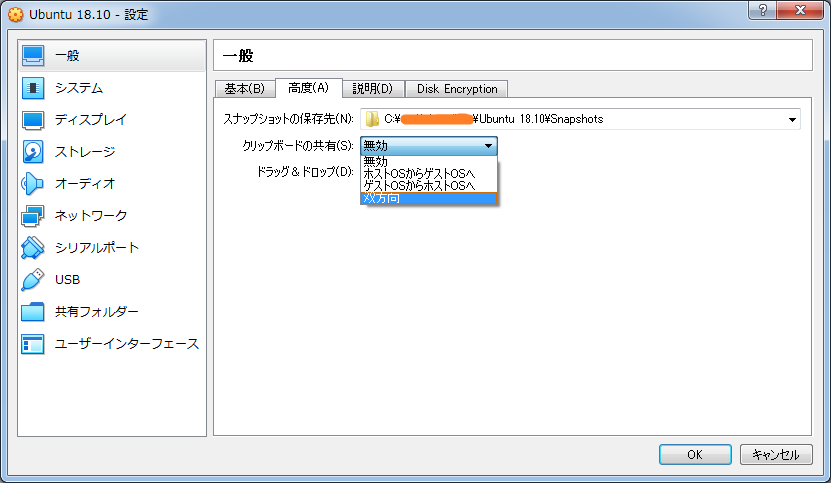 Ubuntu 18.10 - 設定
?
一般
システム
ディスプレイ
ストレージ
オーディオ
ネットワーク
シリアルポート
USB
共有フォルダー
ユーザーインターフェース
一般
基本(B) 高度(A) 説明(D) Disk Encryption
スナップショットの保存先(N): C:¥ ¥Ubuntu 18.10¥Snapshots
クリップボードの共有(S): 無効
無効
ホストOSからゲストOSへ
ゲストOSからホストOSへ
双方向
ドラッグ＆ドロップ(D):
OK キャンセル